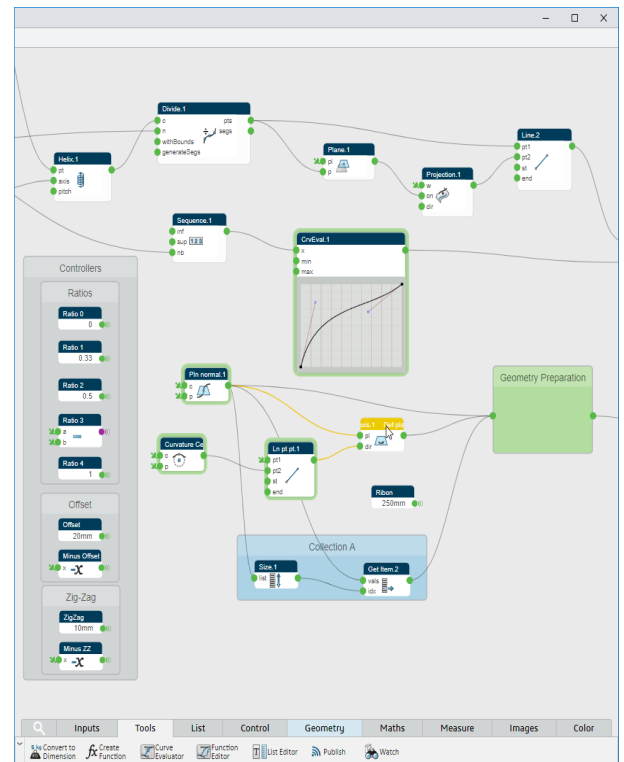 Divide.1
c pts
n segs
withBounds
generateSegs
Helix.1
pt
axis
pitch
Plane.1
pl
p
Line.2
pt1
pt2
st
end
Projection.1
w
on
dir
Sequence.1
inf
sup 1,2,3
nb
CrvEval.1
x
min
max
Controllers
Ratios
Ratio 0
0
Ratio 1
0.33
Ratio 2
0.5
Ratio 3
a
b
Ratio 4
1
Offset
Offset
20mm
Minus Offset
x -x
Zig-Zag
ZigZag
10mm
Minus ZZ
x -x
Pln normal.1
c
p
Curvature Ce
c
p
Ln pt pt.1
pt1
pt2
st
end
pl
dir
Geometry Preparation
Ribon
250mm
Collection A
Size.1
list
Get Item.2
vals
idx
Inputs Tools List Control Geometry Maths Measure Images Color
Convert to Dimension
fx Create Function
Curve Evaluator
Function Editor
List Editor
Publish
Watch